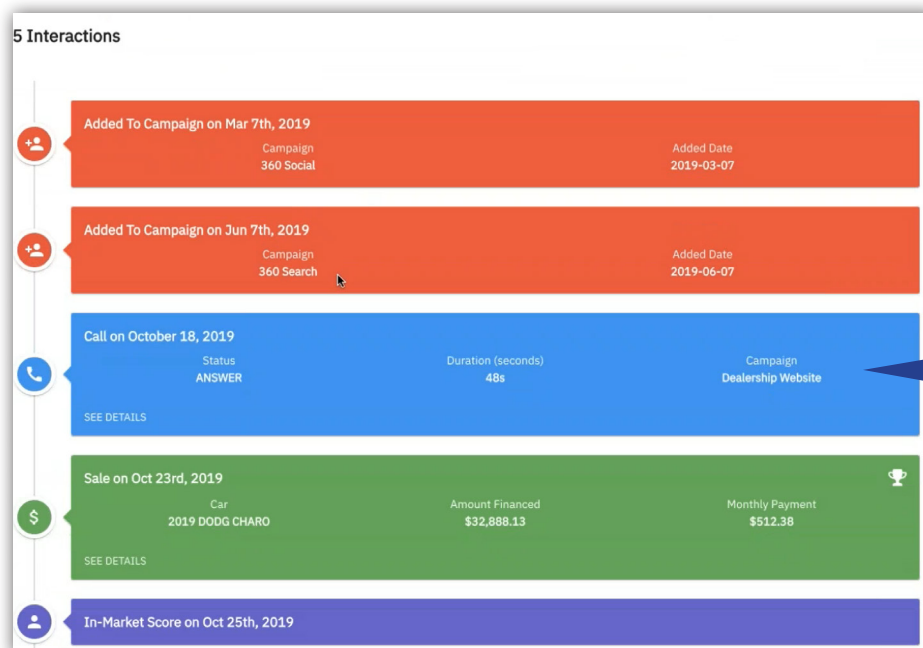 5 Interactions
Added To Campaign on Mar 7th, 2019
Campaign Added Date
360 Social 2019-03-07
Added To Campaign on Jun 7th, 2019
Campaign Added Date
360 Search 2019-06-07
Call on October 18, 2019
Status Duration (seconds) Campaign
ANSWER 48s Dealership Website
SEE DETAILS
Sale on Oct 23rd, 2019
Car Amount Financed Monthly Payment
2019 DODG CHARO $32,888.13 $512.38
SEE DETAILS
In-Market Score on Oct 25th, 2019
$